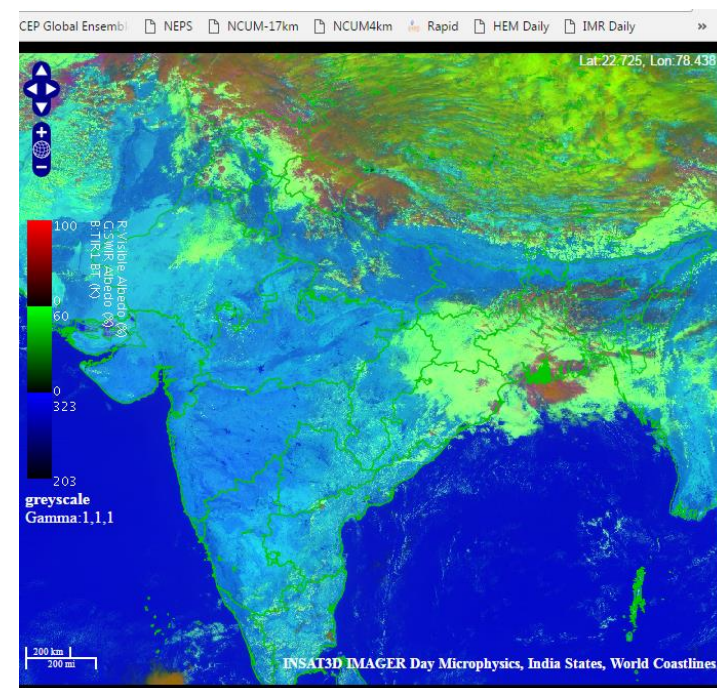 CEP Global Ensembl NEPS NCUM-17km NCUM4km Rapid HEM Daily IMR Daily »
Lat:22.725, Lon:78.438
R:Visible Albedo (%)
G:SWIR Albedo (%)
B:TIR1 BT (K)
100
0
60
0
323
203
greyscale
Gamma:1,1,1
200 km
200 mi
INSAT3D IMAGER Day Microphysics, India States, World Coastlines